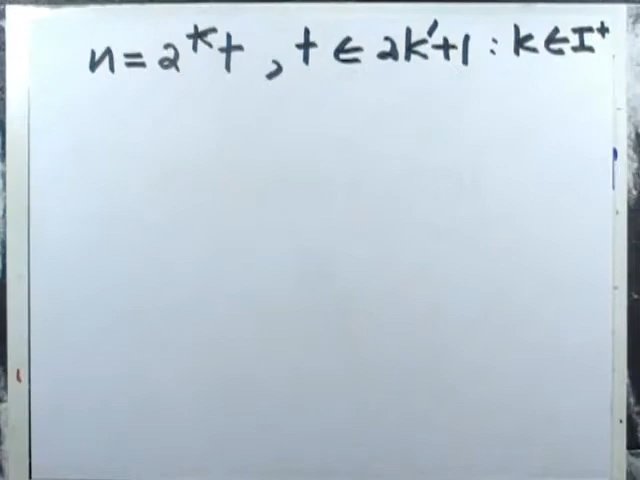 n = 2^k t , t ∈ 2k'+1 : k ∈ I^+